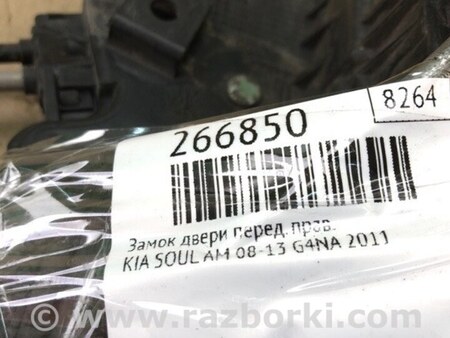 8264
266850
Замок двери перед. прав.
KIA SOUL AM 08-13 G4NA 2011
© www.razborki.com